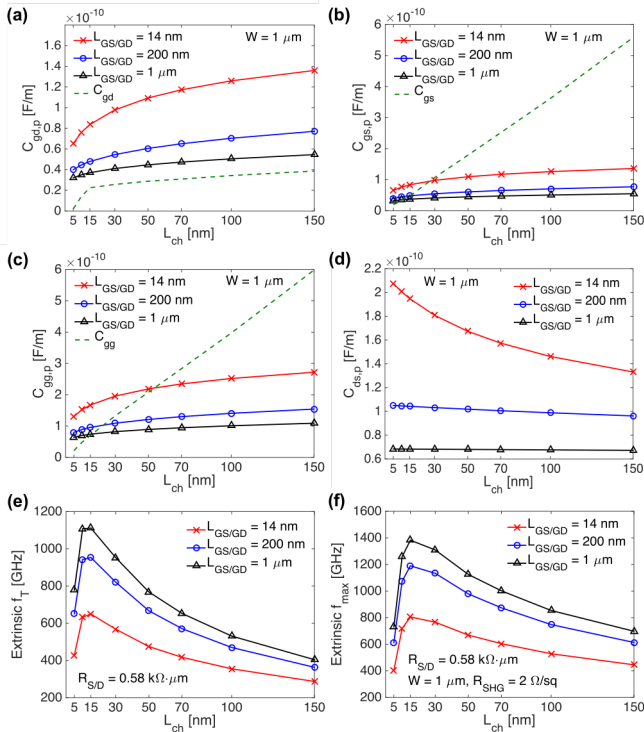 (a)
2 ×10⁻¹⁰
1.5
1
0.5
0
C_gd,p [F/m]
L_GS/GD = 14 nm
L_GS/GD = 200 nm
L_GS/GD = 1 μm
C_gd
W = 1 μm
5 15 30 50 70 100 150
L_ch [nm]
(b)
6 ×10⁻¹⁰
5
4
3
2
1
0
C_gs,p [F/m]
L_GS/GD = 14 nm
L_GS/GD = 200 nm
L_GS/GD = 1 μm
C_gs
W = 1 μm
5 15 30 50 70 100 150
L_ch [nm]
(c)
6 ×10⁻¹⁰
5
4
3
2
1
0
C_gg,p [F/m]
L_GS/GD = 14 nm
L_GS/GD = 200 nm
L_GS/GD = 1 μm
C_gg
W = 1 μm
5 15 30 50 70 100 150
L_ch [nm]
(d)
2.2 ×10⁻¹⁰
2
1.8
1.6
1.4
1.2
1
0.8
0.6
C_ds,p [F/m]
W = 1 μm
L_GS/GD = 14 nm
L_GS/GD = 200 nm
L_GS/GD = 1 μm
5 15 30 50 70 100 150
L_ch [nm]
(e)
1200
1000
800
600
400
200
Extrinsic f_T
[GHz]
L_GS/GD = 14 nm
L_GS/GD = 200 nm
L_GS/GD = 1 μm
R_S/D = 0.58 kΩ·μm
5 15 30 50 70 100 150
L_ch [nm]
(f)
1600
1400
1200
1000
800
600
400
200
Extrinsic f_max
[GHz]
L_GS/GD = 14 nm
L_GS/GD = 200 nm
L_GS/GD = 1 μm
R_S/D = 0.58 kΩ·μm
W = 1 μm, R_SHG = 2 Ω/sq
5 15 30 50 70 100 150
L_ch [nm]